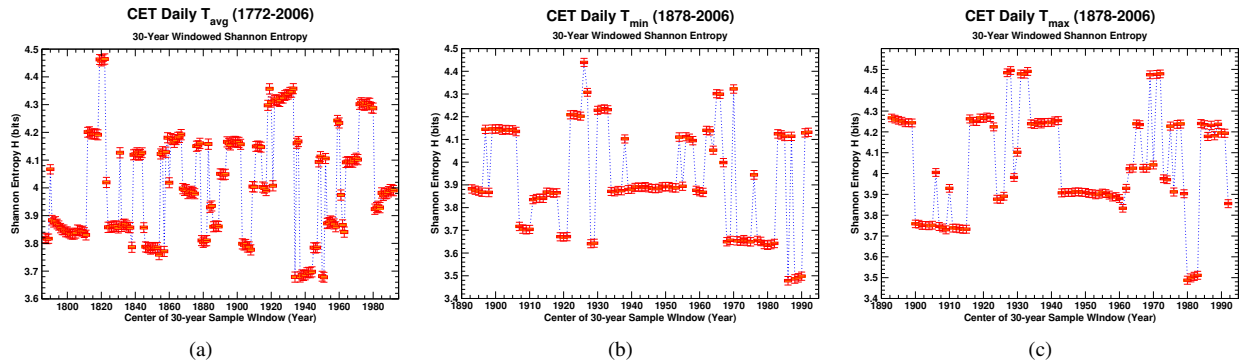 CET Daily Tavg (1772-2006)
30-Year Windowed Shannon Entropy
Shannon Entropy H (bits)
4.5
4.4
4.3
4.2
4.1
4
3.9
3.8
3.7
3.6
1800 1820 1840 1860 1880 1900 1920 1940 1960 1980
Center of 30-year Sample WIndow (Year)
(a)
CET Daily Tmin (1878-2006)
30-Year Windowed Shannon Entropy
Shannon Entropy H (bits)
4.5
4.4
4.3
4.2
4.1
4
3.9
3.8
3.7
3.6
3.5
3.4
1890 1900 1910 1920 1930 1940 1950 1960 1970 1980 1990
Center of 30-year Sample WIndow (Year)
(b)
CET Daily Tmax (1878-2006)
30-Year Windowed Shannon Entropy
Shannon Entropy H (bits)
4.5
4.4
4.3
4.2
4.1
4
3.9
3.8
3.7
3.6
3.5
3.4
1890 1900 1910 1920 1930 1940 1950 1960 1970 1980 1990
Center of 30-year Sample WIndow (Year)
(c)